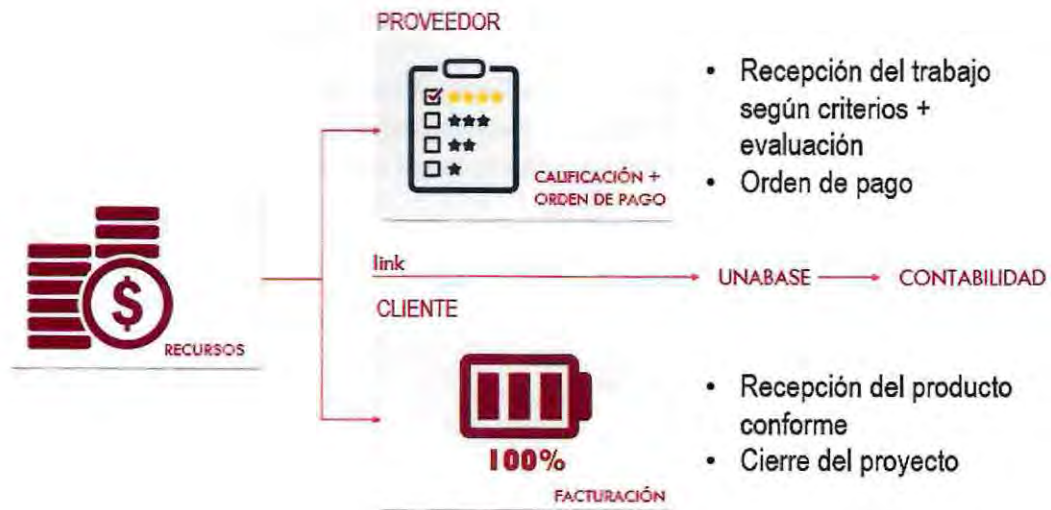 PROVEEDOR
CALIFICACIÓN +
ORDEN DE PAGO
• Recepción del trabajo
según criterios +
evaluación
• Orden de pago
$
RECURSOS
link
UNABASE
CONTABILIDAD
CLIENTE
100%
FACTURACIÓN
• Recepción del producto
conforme
• Cierre del proyecto